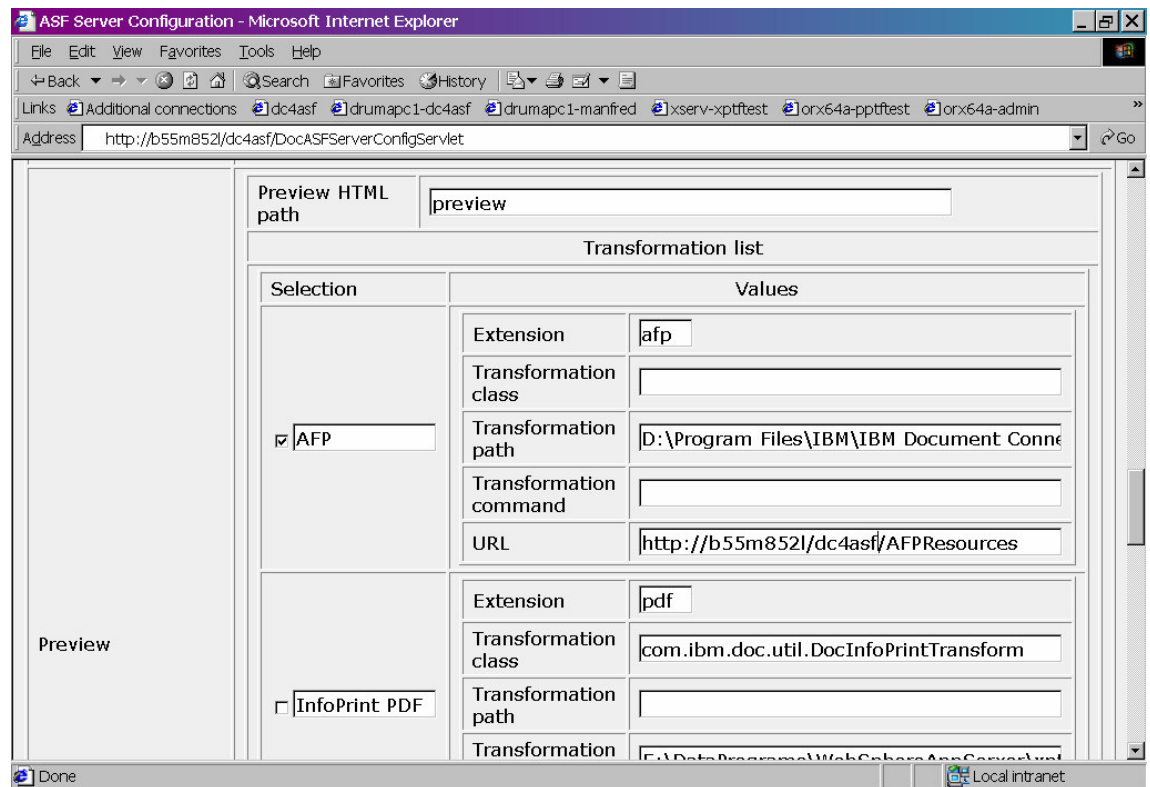 ASF Server Configuration - Microsoft Internet Explorer
File Edit View Favorites Tools Help
Back Search Favorites History
Links Additional connections dc4asf drumapc1-dc4asf drumapc1-manfred xserv-xptftest orx64a-pptftest orx64a-admin »
Address http://b55m852l/dc4asf/DocASFServerConfigServlet Go
Preview HTML path preview
Transformation list
Selection Values
Extension afp
Transformation class
AFP
Transformation path D:\Program Files\IBM\IBM Document Conne
Transformation command
URL http://b55m852l/dc4asf/AFPResources
Extension pdf
Preview
Transformation class com.ibm.doc.util.DocInfoPrintTransform
InfoPrint PDF
Transformation path
Transformation
Done Local intranet